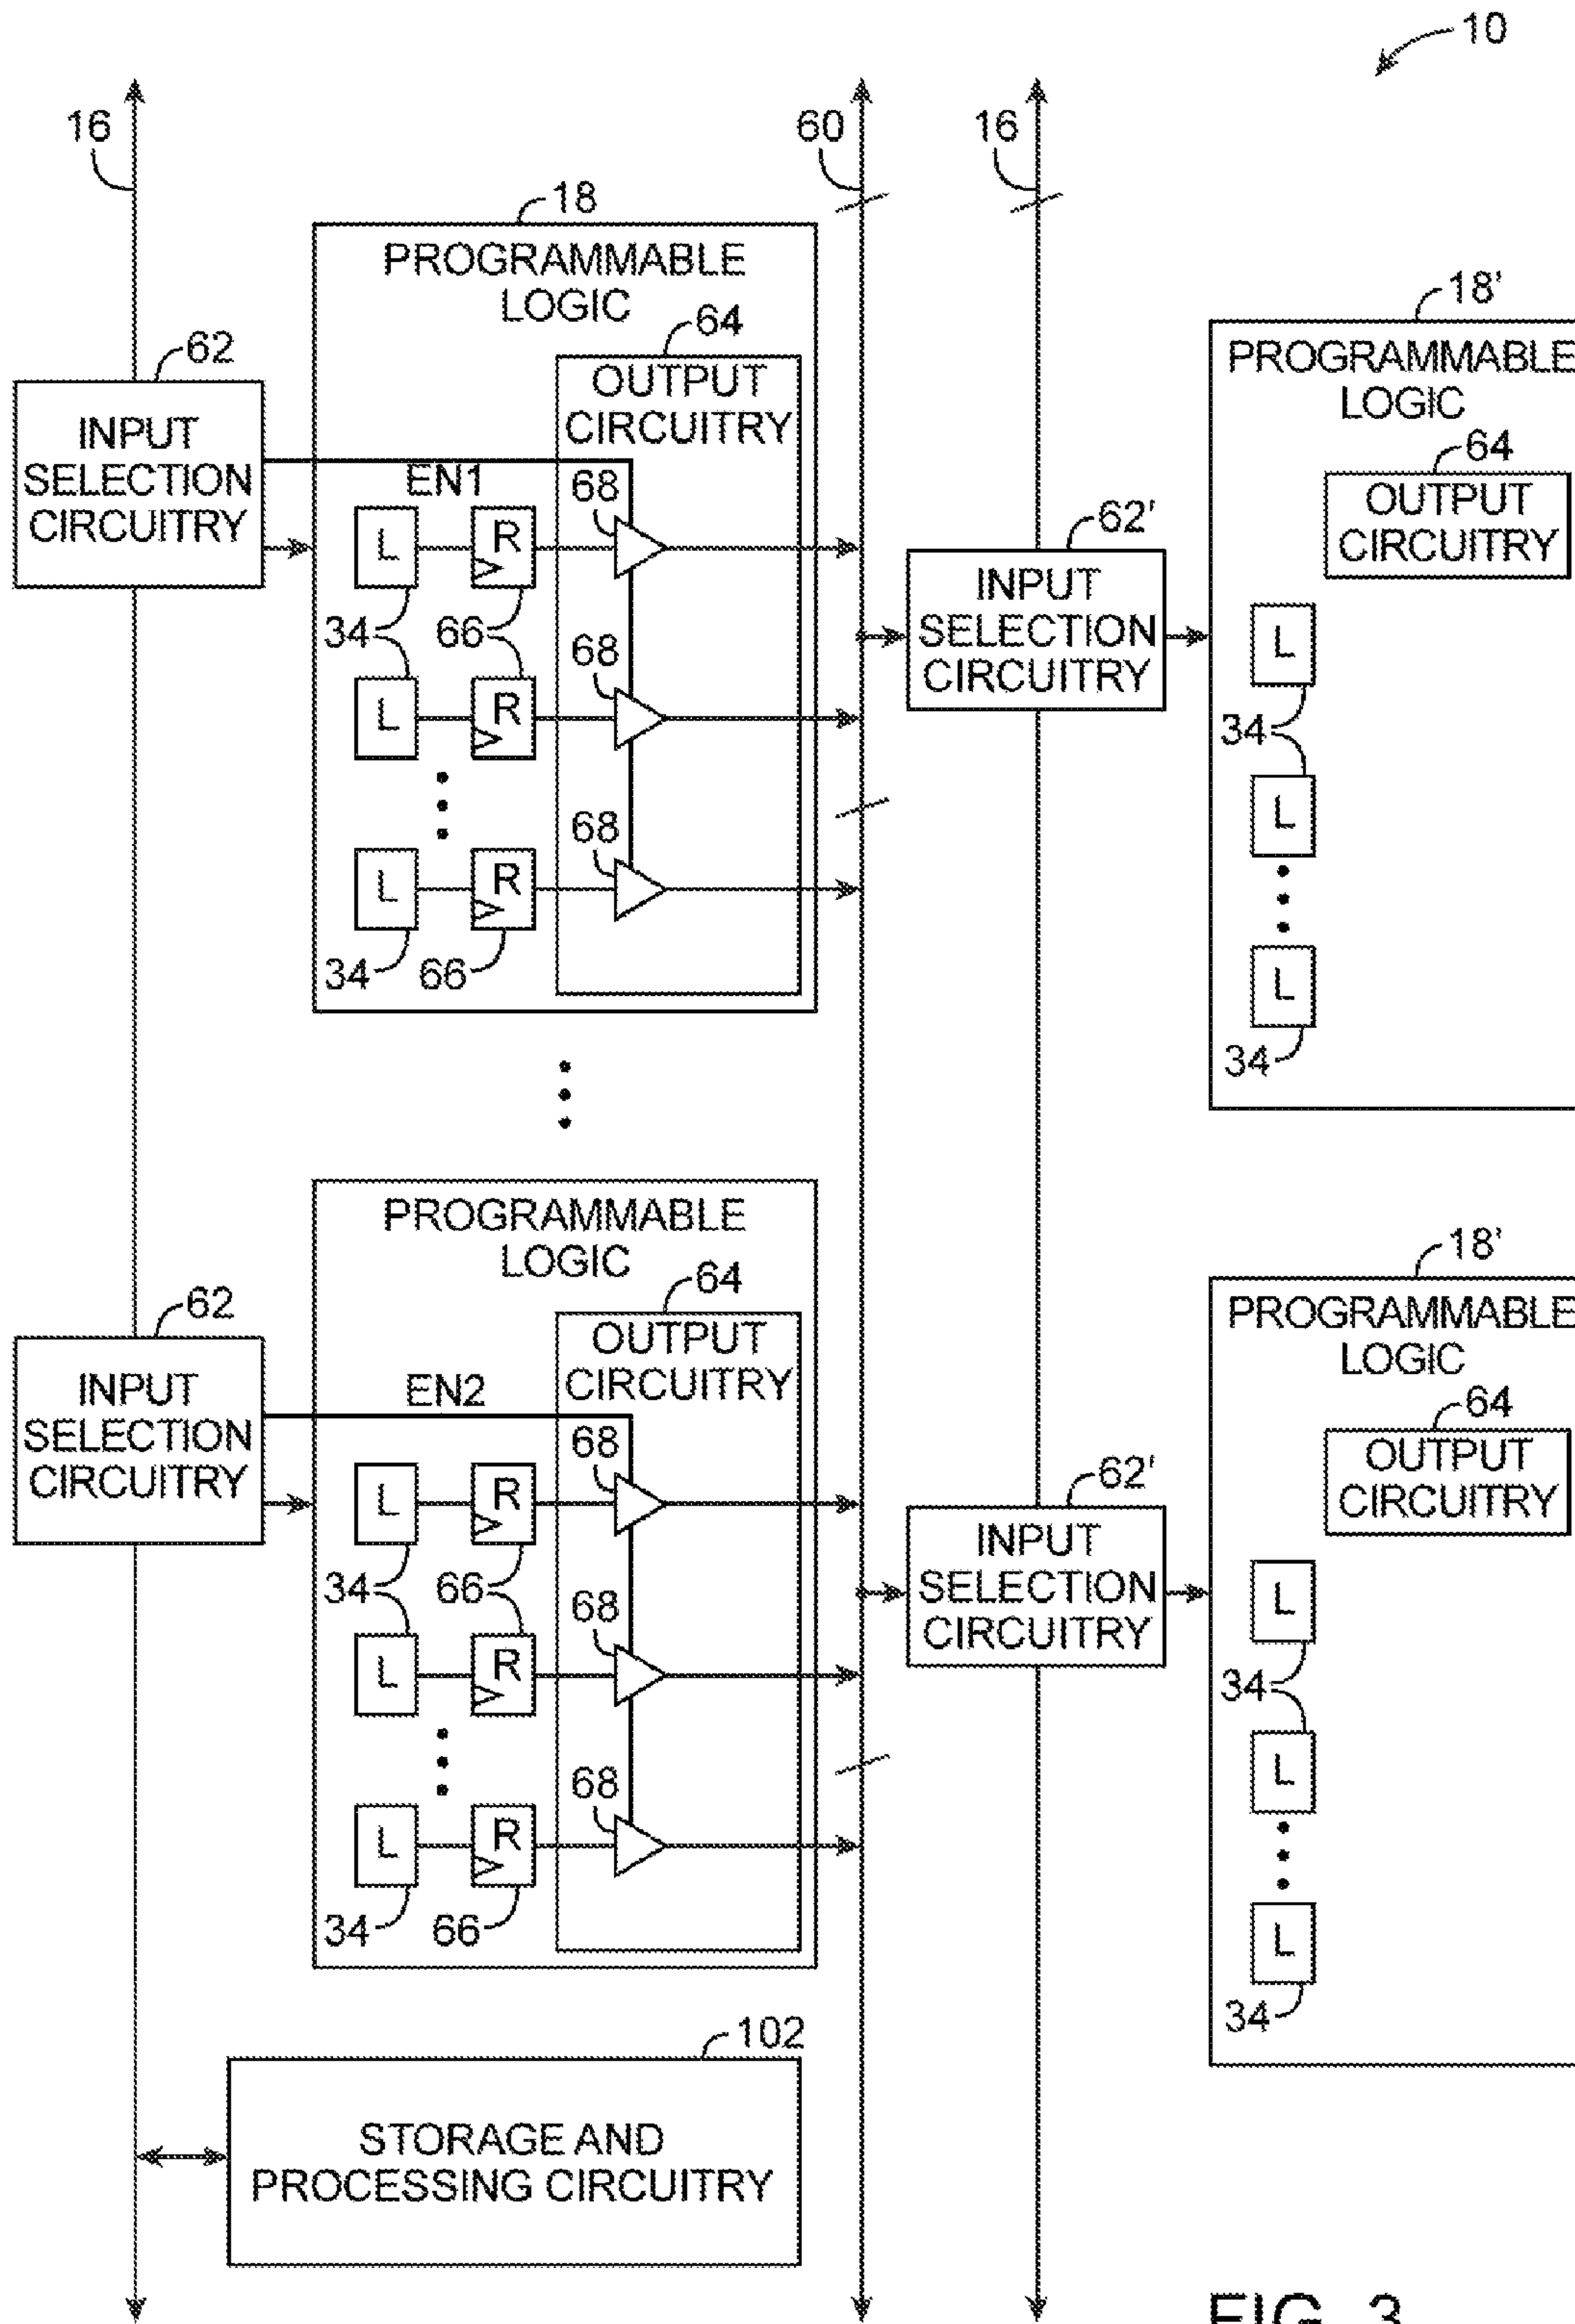 10
16
60
16
18
PROGRAMMABLE
LOGIC
64
OUTPUT
CIRCUITRY
62
INPUT
SELECTION
CIRCUITRY
EN1
68
L
R
34
66
68
L
R
68
L
R
34
66
62'
INPUT
SELECTION
CIRCUITRY
18'
PROGRAMMABLE
LOGIC
64
OUTPUT
CIRCUITRY
L
34
L
L
34
PROGRAMMABLE
LOGIC
64
OUTPUT
CIRCUITRY
62
INPUT
SELECTION
CIRCUITRY
EN2
68
L
R
34
66
68
L
R
68
L
R
34
66
62'
INPUT
SELECTION
CIRCUITRY
18'
PROGRAMMABLE
LOGIC
64
OUTPUT
CIRCUITRY
L
34
L
L
34
102
STORAGE AND
PROCESSING CIRCUITRY
FIG. 3